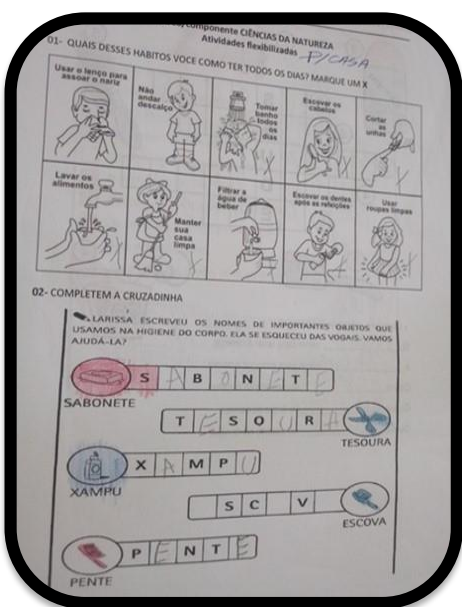 componente CIÊNCIAS DA NATUREZA
Atividades flexibilizadas P/CASA
01- QUAIS DESSES HABITOS VOCE COMO TER TODOS OS DIAS? MARQUE UM X
Usar o lenço para
assoar o nariz
Não
andar
descalço
Tomar
banho
todos
os
dias
Escovar os
cabelos
Cortar
as
unhas
X
X
X
Lavar os
alimentos
Manter
sua
casa
limpa
Filtrar a
água de
beber
Escovar os dentes
após as refeições
Usar
roupas limpas
X
X
X
X
X
02- COMPLETEM A CRUZADINHA
LARISSA ESCREVEU OS NOMES DE IMPORTANTES OBJETOS QUE
USAMOS NA HIGIENE DO CORPO. ELA SE ESQUECEU DAS VOGAIS. VAMOS
AJUDÁ-LA?
S A B O N E T E
SABONETE
T E S O U R A
TESOURA
X A M P U
XAMPU
S C V
ESCOVA
P E N T E
PENTE